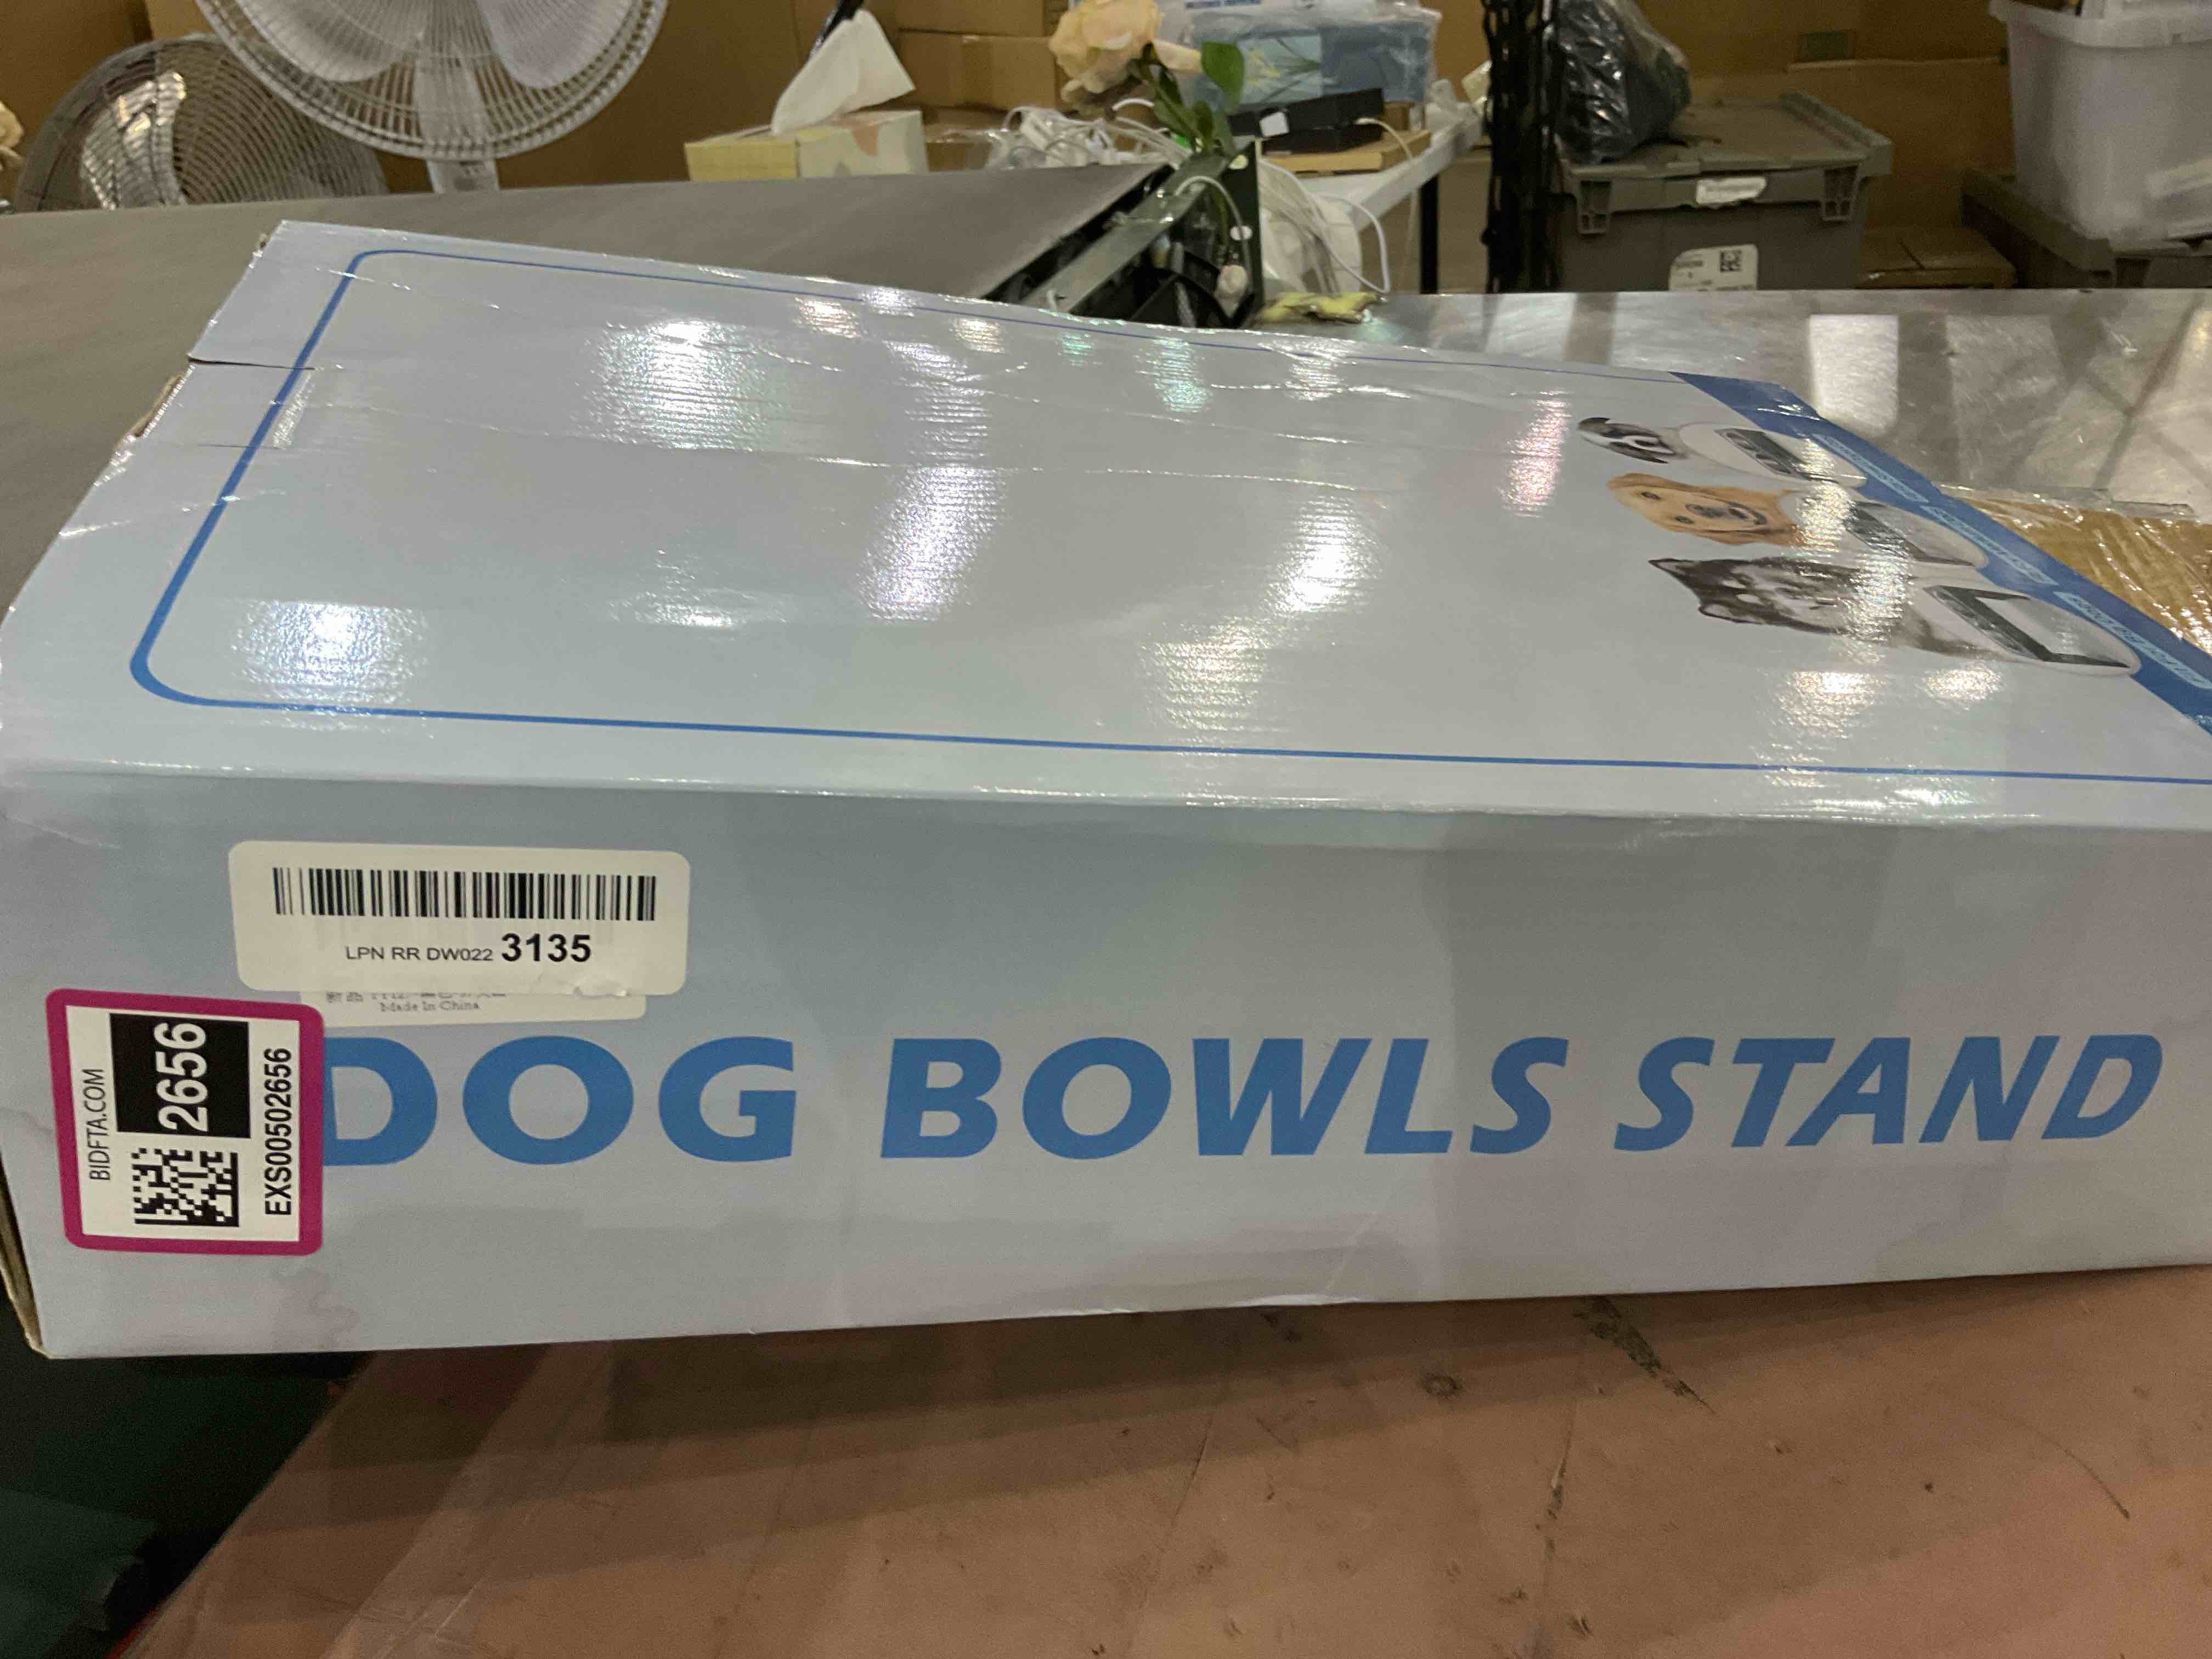 LPN RR DW022 3135
Made In China
BIDFTA.COM
2656
EXS00502656
DOG BOWLS STAND